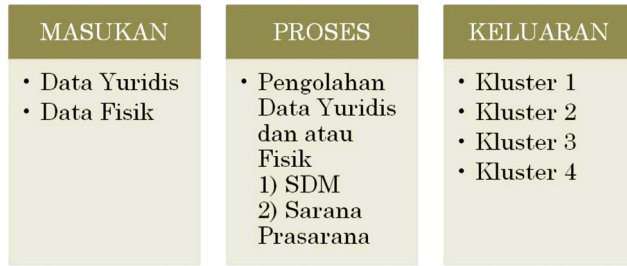 MASUKAN
• Data Yuridis
• Data Fisik
PROSES
• Pengolahan
Data Yuridis
dan atau
Fisik
1) SDM
2) Sarana
Prasarana
KELUARAN
• Kluster 1
• Kluster 2
• Kluster 3
• Kluster 4